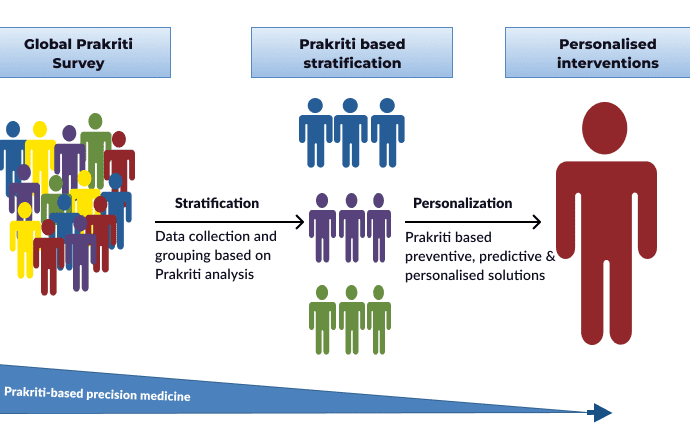 Global Prakriti
Survey
Prakriti based
stratification
Personalised
interventions
Stratification
Data collection and
grouping based on
Prakriti analysis
Personalization
Prakriti based
preventive, predictive &
personalised solutions
Prakriti-based precision medicine